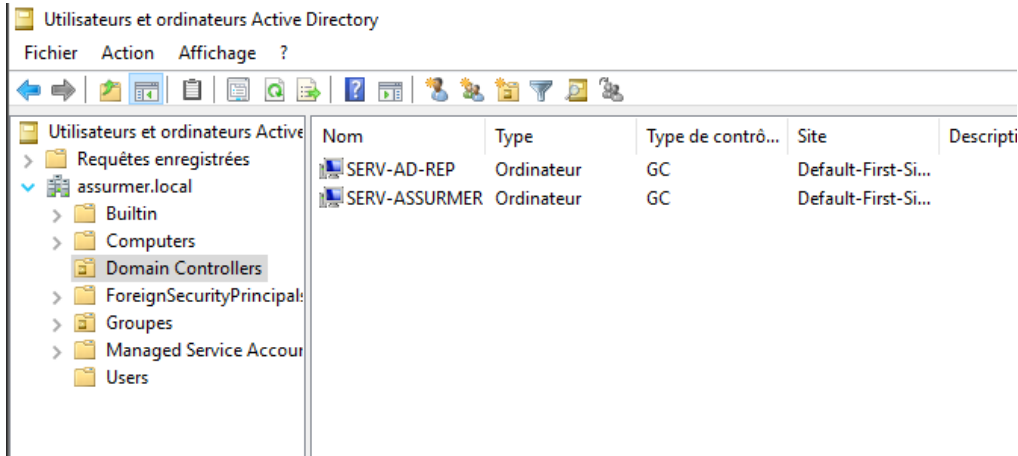 Utilisateurs et ordinateurs Active Directory
Fichier Action Affichage ?
Utilisateurs et ordinateurs Active
Requêtes enregistrées
assurmer.local
Builtin
Computers
Domain Controllers
ForeignSecurityPrincipals
Groupes
Managed Service Accour
Users
Nom Type Type de contrô... Site Descripti
SERV-AD-REP Ordinateur GC Default-First-Si...
SERV-ASSURMER Ordinateur GC Default-First-Si...